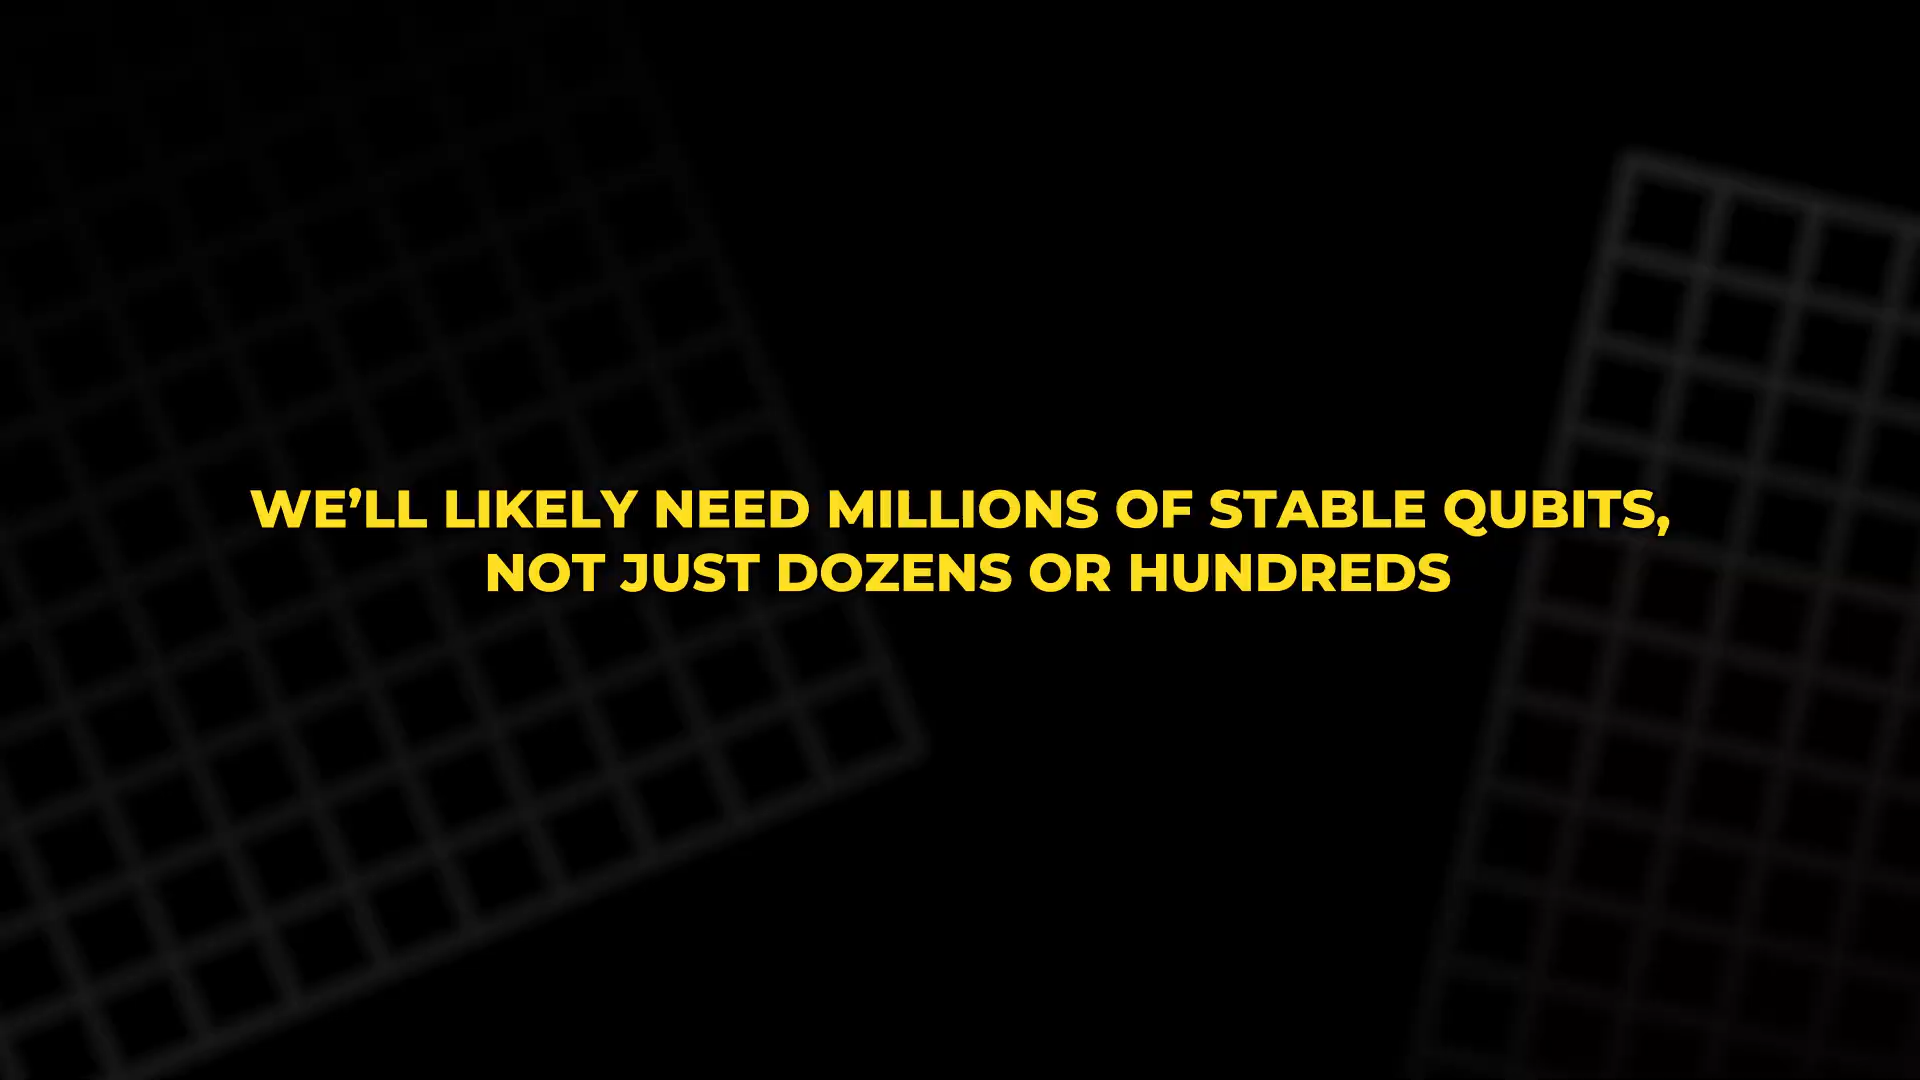 WE’LL LIKELY NEED MILLIONS OF STABLE QUBITS,
NOT JUST DOZENS OR HUNDREDS